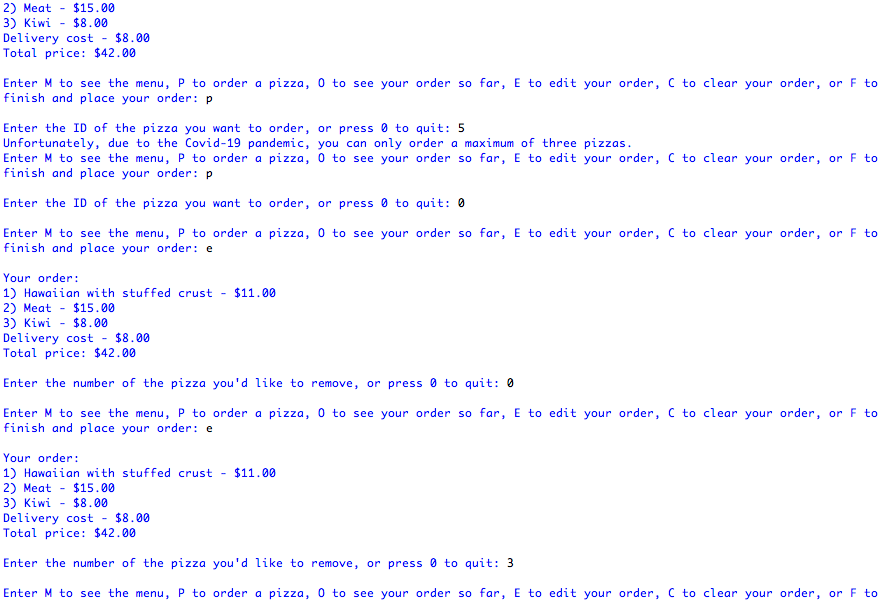 2) Meat - $15.00
3) Kiwi - $8.00
Delivery cost - $8.00
Total price: $42.00
Enter M to see the menu, P to order a pizza, O to see your order so far, E to edit your order, C to clear your order, or F to
finish and place your order: p
Enter the ID of the pizza you want to order, or press 0 to quit: 5
Unfortunately, due to the Covid-19 pandemic, you can only order a maximum of three pizzas.
Enter M to see the menu, P to order a pizza, O to see your order so far, E to edit your order, C to clear your order, or F to
finish and place your order: p
Enter the ID of the pizza you want to order, or press 0 to quit: 0
Enter M to see the menu, P to order a pizza, O to see your order so far, E to edit your order, C to clear your order, or F to
finish and place your order: e
Your order:
1) Hawaiian with stuffed crust - $11.00
2) Meat - $15.00
3) Kiwi - $8.00
Delivery cost - $8.00
Total price: $42.00
Enter the number of the pizza you'd like to remove, or press 0 to quit: 0
Enter M to see the menu, P to order a pizza, O to see your order so far, E to edit your order, C to clear your order, or F to
finish and place your order: e
Your order:
1) Hawaiian with stuffed crust - $11.00
2) Meat - $15.00
3) Kiwi - $8.00
Delivery cost - $8.00
Total price: $42.00
Enter the number of the pizza you'd like to remove, or press 0 to quit: 3
Enter M to see the menu, P to order a pizza, O to see your order so far, E to edit your order, C to clear your order, or F to